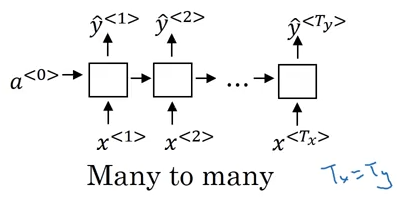 ŷ<1> ŷ<2> ŷ<Ty>
a<0> ...
x<1> x<2> x<Tx>
Many to many Tx=Ty